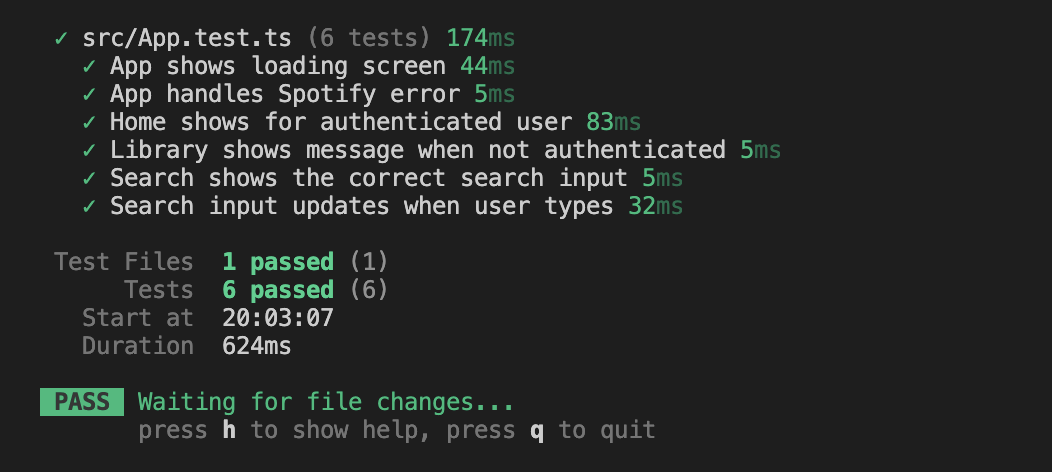 ✓ src/App.test.ts (6 tests) 174ms
✓ App shows loading screen 44ms
✓ App handles Spotify error 5ms
✓ Home shows for authenticated user 83ms
✓ Library shows message when not authenticated 5ms
✓ Search shows the correct search input 5ms
✓ Search input updates when user types 32ms
Test Files 1 passed (1)
Tests 6 passed (6)
Start at 20:03:07
Duration 624ms
PASS Waiting for file changes...
press h to show help, press q to quit